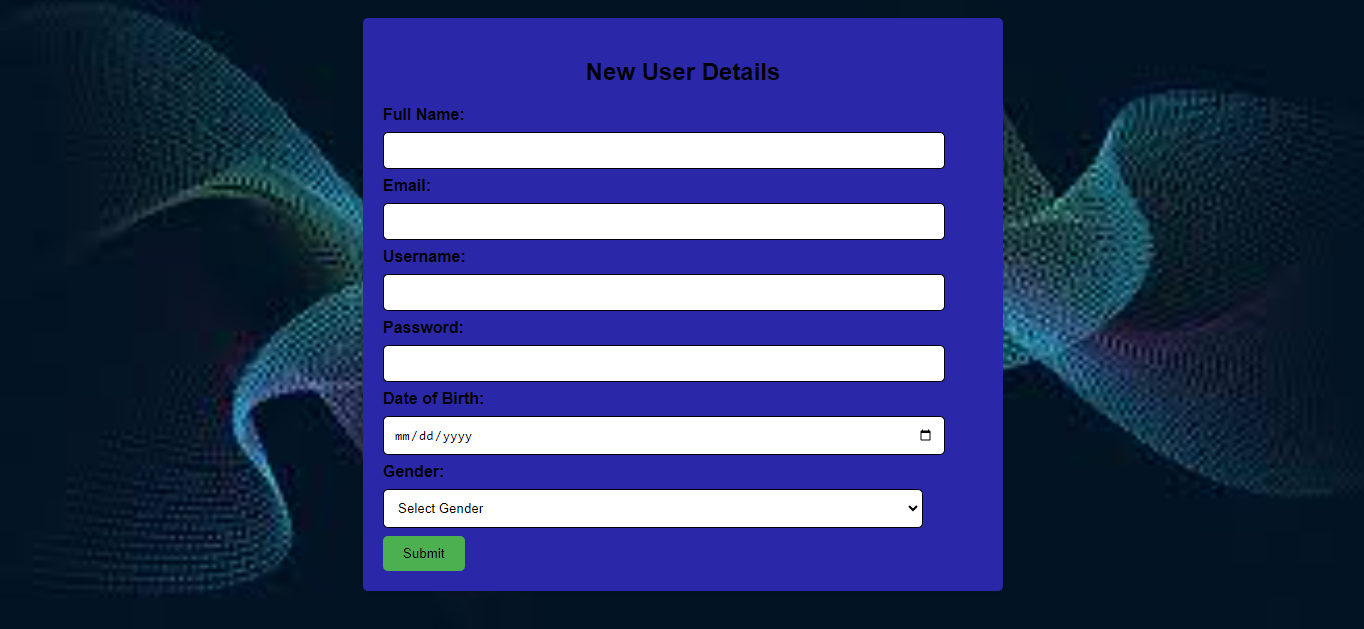 New User Details
Full Name:
Email:
Username:
Password:
Date of Birth:
mm/dd/yyyy
Gender:
Select Gender
Submit